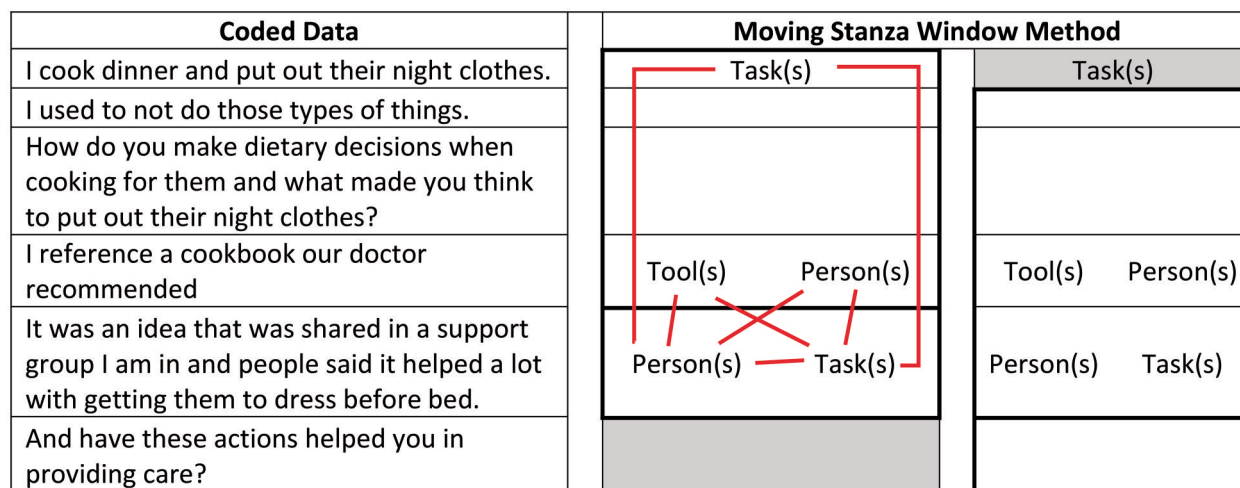 Coded Data
Moving Stanza Window Method
I cook dinner and put out their night clothes.
Task(s)
Task(s)
I used to not do those types of things.
How do you make dietary decisions when
cooking for them and what made you think
to put out their night clothes?
I reference a cookbook our doctor
recommended
Tool(s) Person(s)
Tool(s) Person(s)
It was an idea that was shared in a support
group I am in and people said it helped a lot
with getting them to dress before bed.
Person(s) Task(s)
Person(s) Task(s)
And have these actions helped you in
providing care?